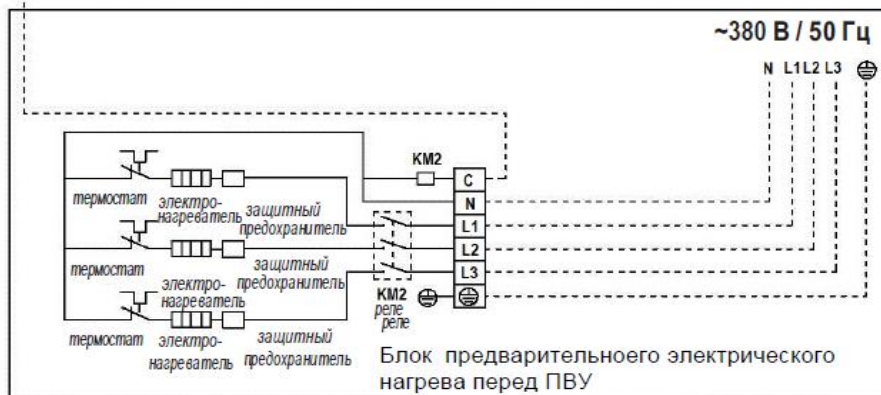 ~380 В / 50 Гц
N L1 L2 L3
KM2
C
N
L1
L2
L3
термостат
электро-
нагреватель
защитный
предохранитель
термостат
электро-
нагреватель
защитный
предохранитель
термостат
электро-
нагреватель
защитный
предохранитель
KM2
реле
реле
Блок предварительноего электрического
нагрева перед ПВУ